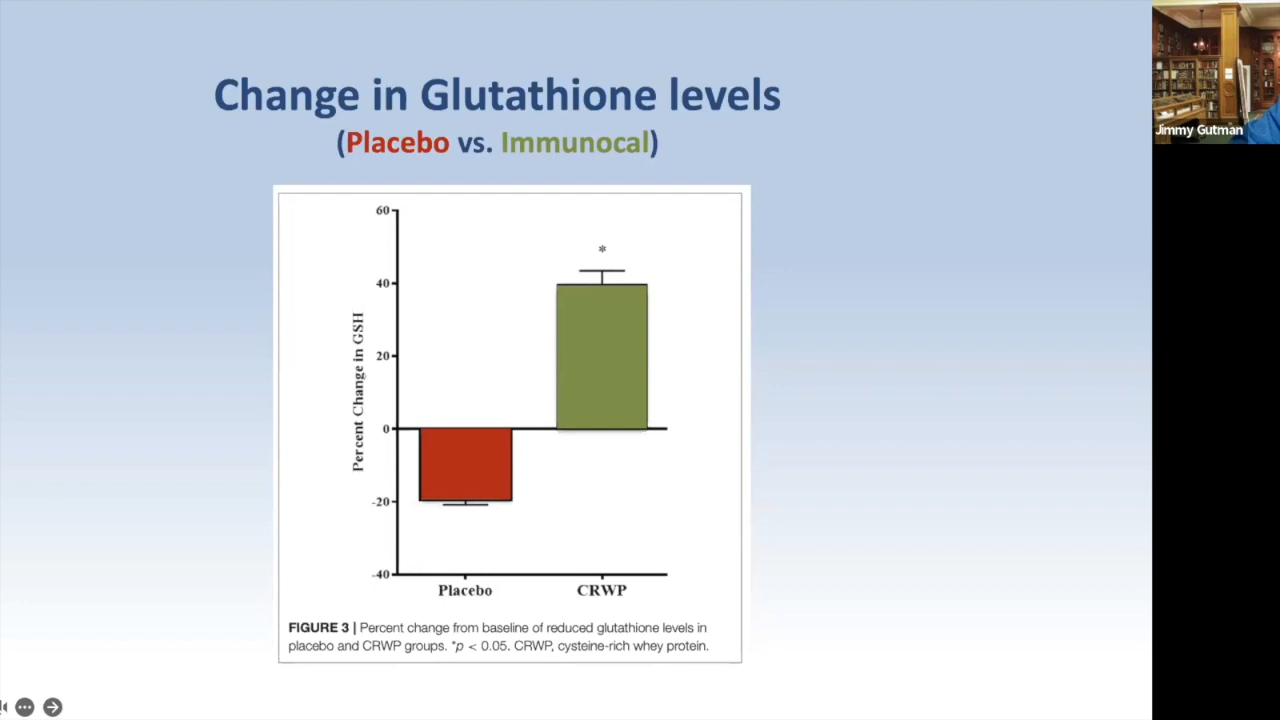 Change in Glutathione levels
(Placebo vs. Immunocal)
Jimmy Gutman
60
*
40
20
0
-20
-40
Percent Change in GSH
Placebo CRWP
FIGURE 3 | Percent change from baseline of reduced glutathione levels in
placebo and CRWP groups. *p < 0.05. CRWP, cysteine-rich whey protein.